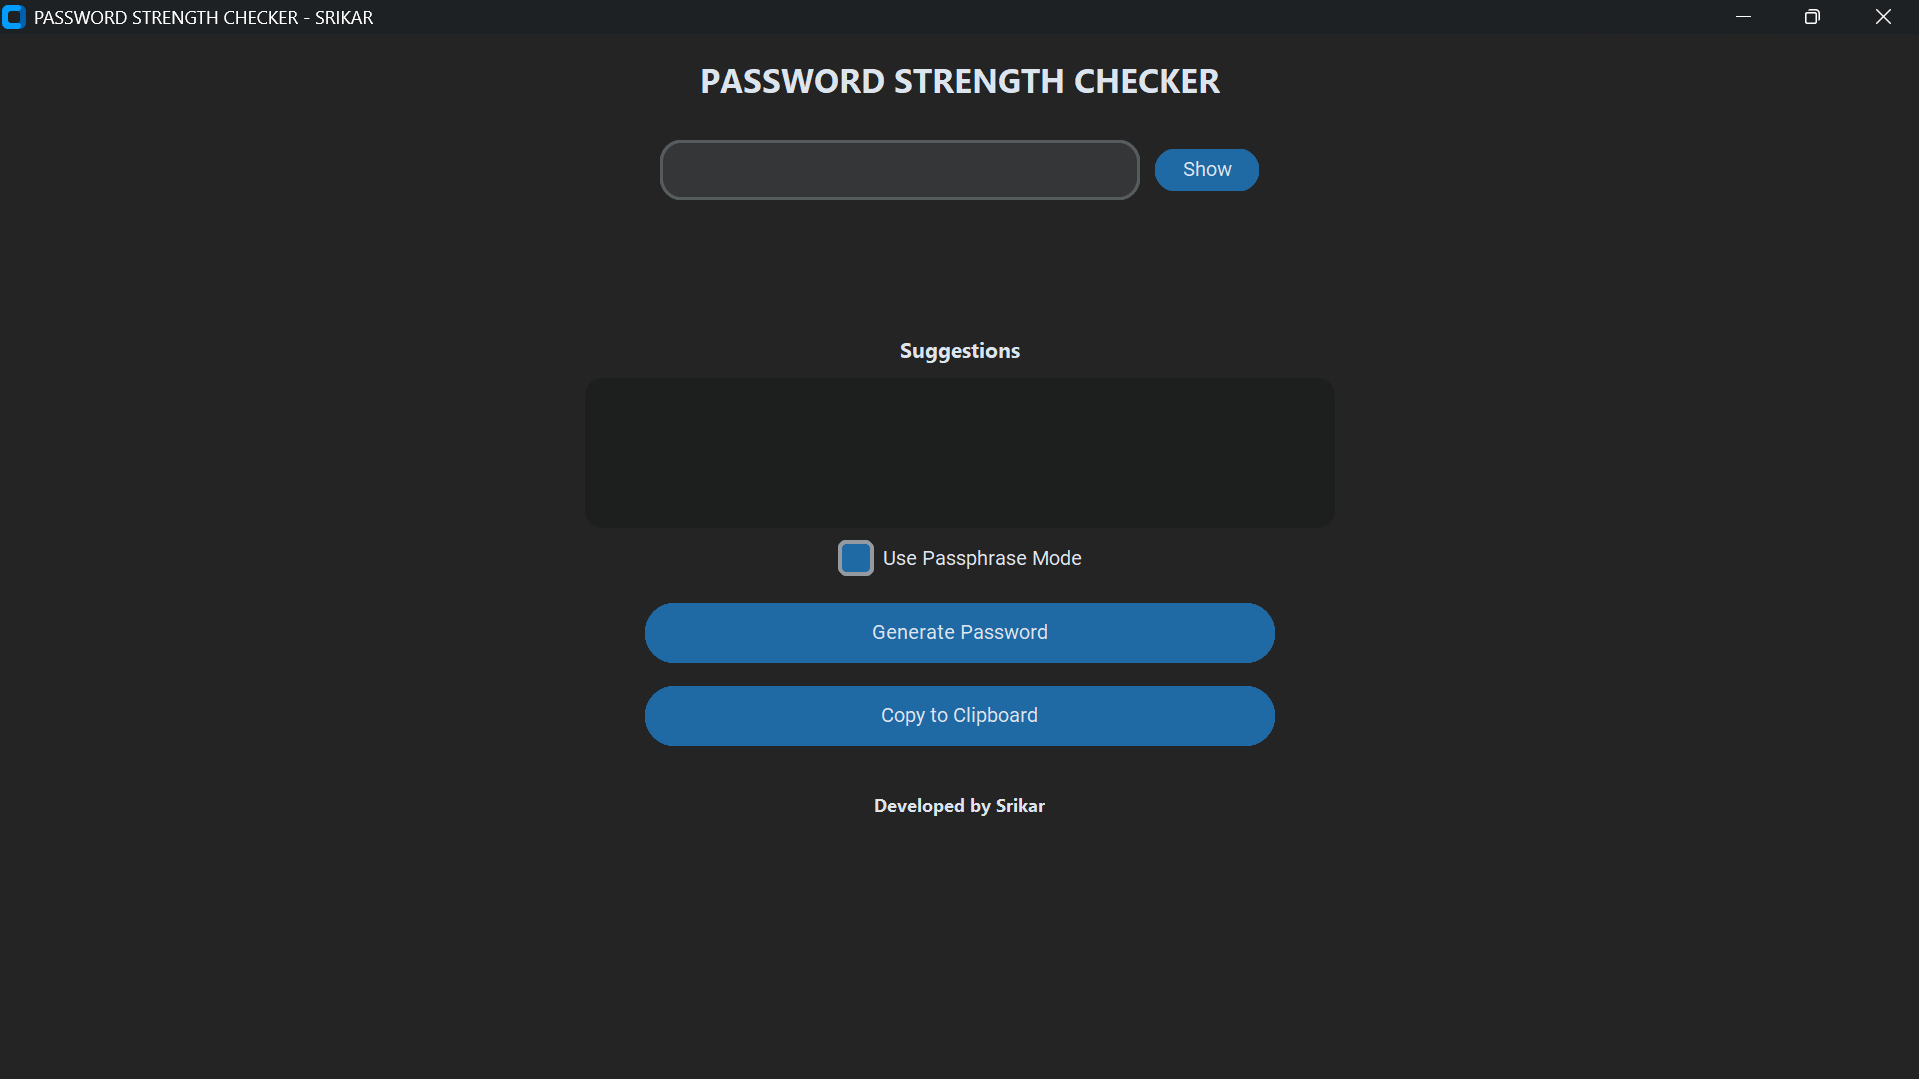 PASSWORD STRENGTH CHECKER - SRIKAR
PASSWORD STRENGTH CHECKER
Show
Suggestions
Use Passphrase Mode
Generate Password
Copy to Clipboard
Developed by Srikar